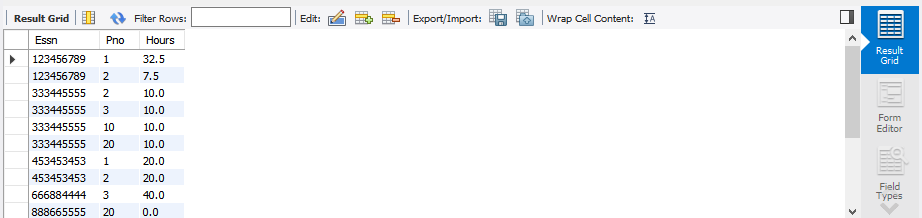 Result Grid Filter Rows: Edit: Export/Import: Wrap Cell Content: IA
Essn Pno Hours
123456789 1 32.5
123456789 2 7.5
333445555 2 10.0
333445555 3 10.0
333445555 10 10.0
333445555 20 10.0
453453453 1 20.0
453453453 2 20.0
666884444 3 40.0
888665555 20 0.0
Result
Grid
Form
Editor
Field
Types